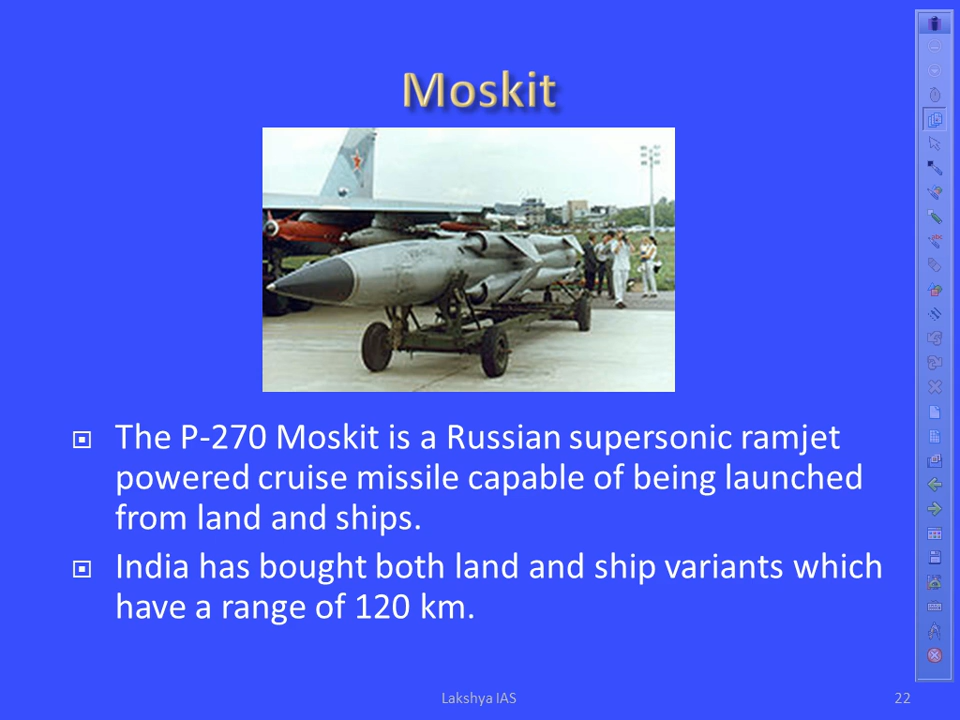 Moskit
The P-270 Moskit is a Russian supersonic ramjet
powered cruise missile capable of being launched
from land and ships.
India has bought both land and ship variants which
have a range of 120 km.
Lakshya IAS
22